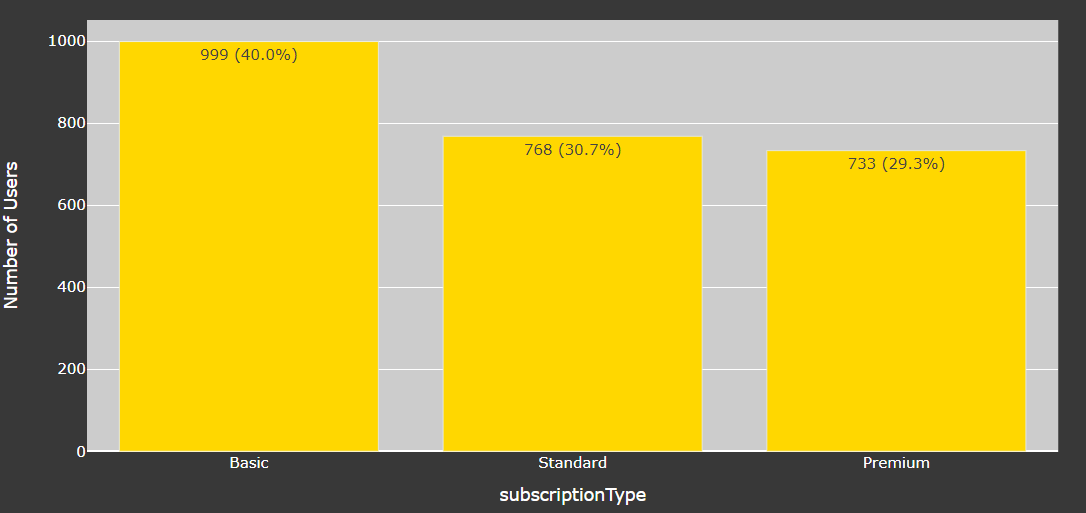 Number of Users
1000
800
600
400
200
0
999 (40.0%)
768 (30.7%)
733 (29.3%)
Basic
Standard
Premium
subscriptionType